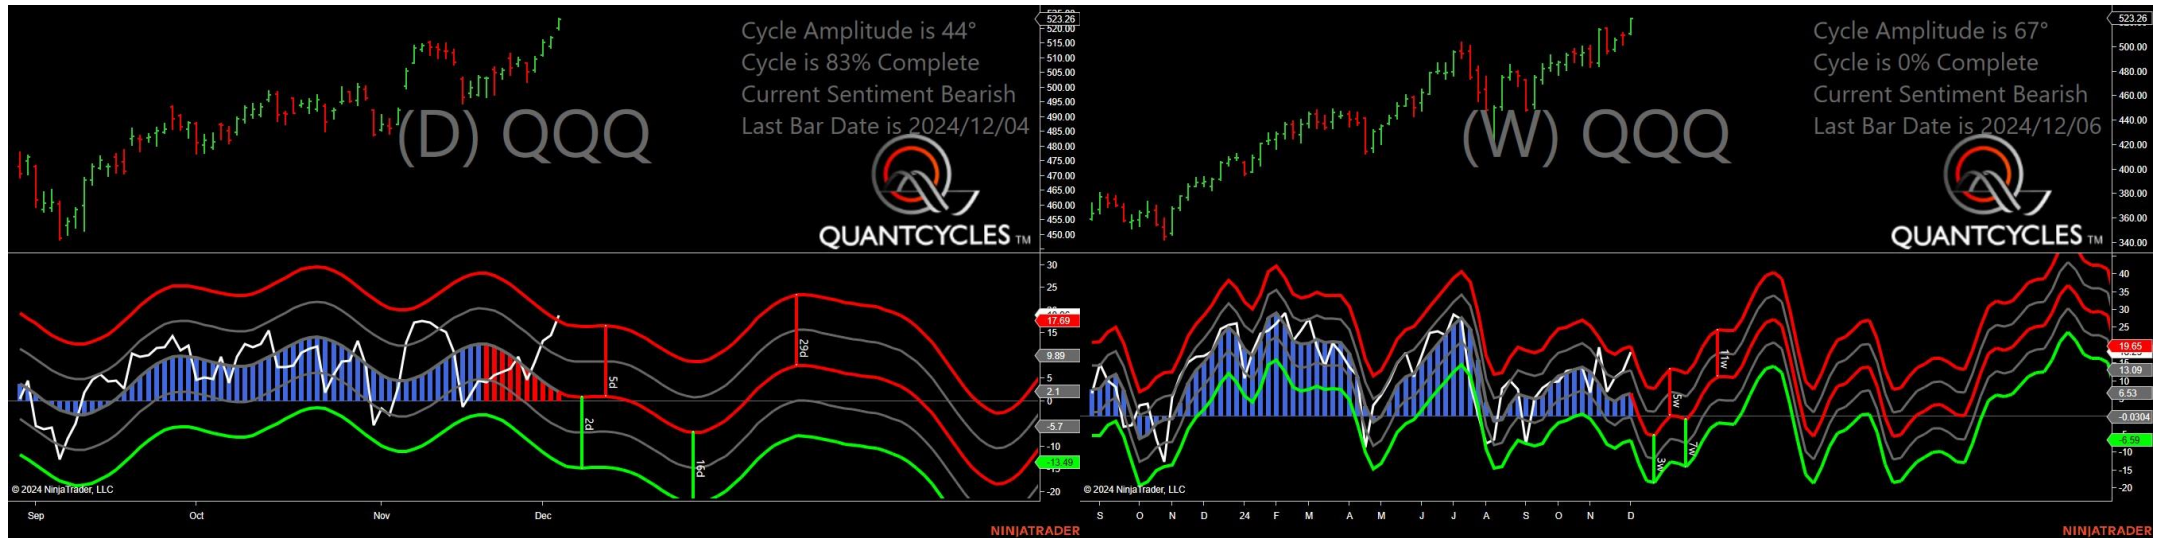 Cycle Amplitude is 44°
Cycle is 83% Complete
Current Sentiment Bearish
Last Bar Date is 2024/12/04
(D) QQQ
QUANTCYCLES TM
523.26
520.00
515.00
510.00
505.00
500.00
495.00
490.00
485.00
480.00
475.00
470.00
465.00
460.00
455.00
450.00
30
25
17.69
15
9.89
5
2.1
0
-5.7
-10
-13.49
-20
2d
5d
16d
29d
© 2024 NinjaTrader, LLC
Sep Oct Nov Dec
NINJATRADER
Cycle Amplitude is 67°
Cycle is 0% Complete
Current Sentiment Bearish
Last Bar Date is 2024/12/06
(W) QQQ
QUANTCYCLES TM
523.26
500.00
480.00
460.00
440.00
420.00
400.00
380.00
360.00
340.00
40
35
30
25
19.65
13.09
10
6.53
-0.0304
-6.59
-10
-15
-20
3w
5w
7w
11w
© 2024 NinjaTrader, LLC
S O N D 24 F M A M J J A S O N D
NINJATRADER